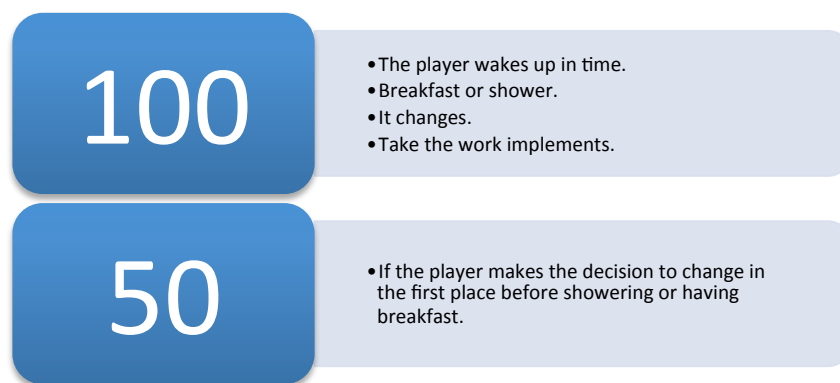 100
•The player wakes up in time.
•Breakfast or shower.
•It changes.
•Take the work implements.
50
•If the player makes the decision to change in
the first place before showering or having
breakfast.